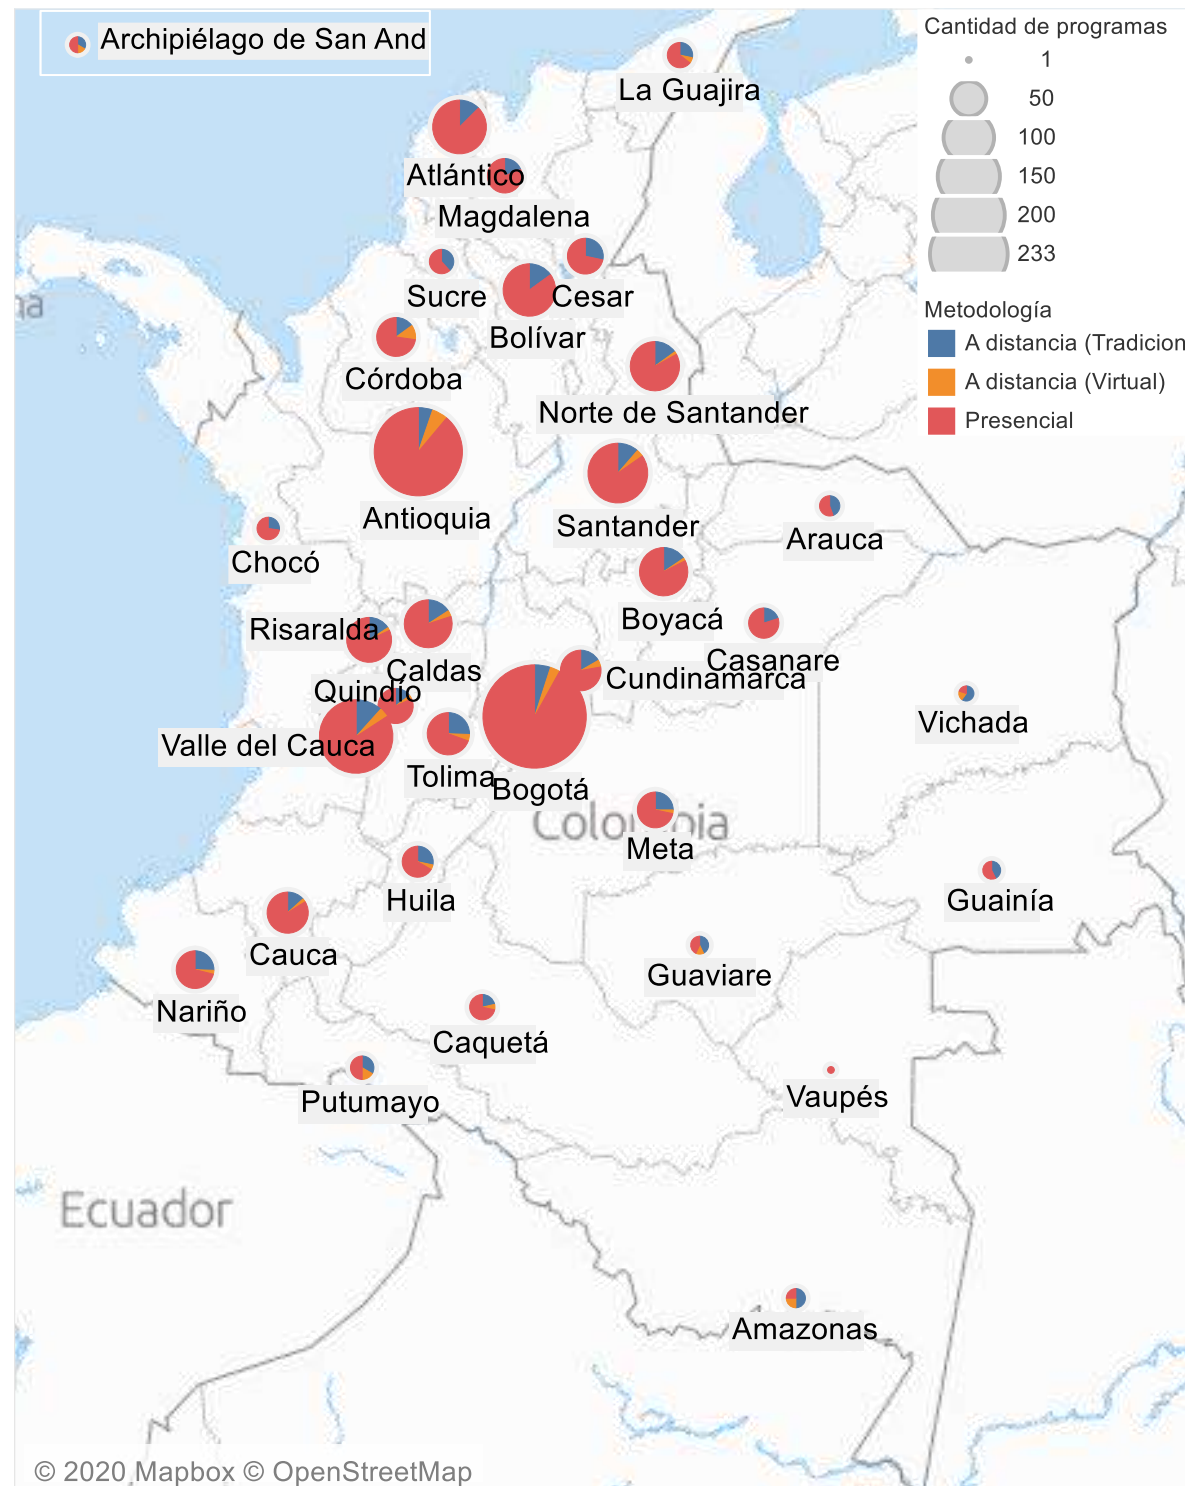 Archipiélago de San And
Cantidad de programas
1
50
100
150
200
233
Metodología
A distancia (Tradicion
A distancia (Virtual)
Presencial
La Guajira
Atlántico
Magdalena
Sucre
Cesar
Bolívar
Córdoba
Norte de Santander
Antioquia
Santander
Arauca
Chocó
Boyacá
Risaralda
Caldas
Casanare
Cundinamarca
Quindío
Valle del Cauca
Tolima
Bogotá
Vichada
Colombia
Meta
Huila
Guainía
Cauca
Guaviare
Nariño
Caquetá
Putumayo
Vaupés
Ecuador
Amazonas
© 2020 Mapbox © OpenStreetMap